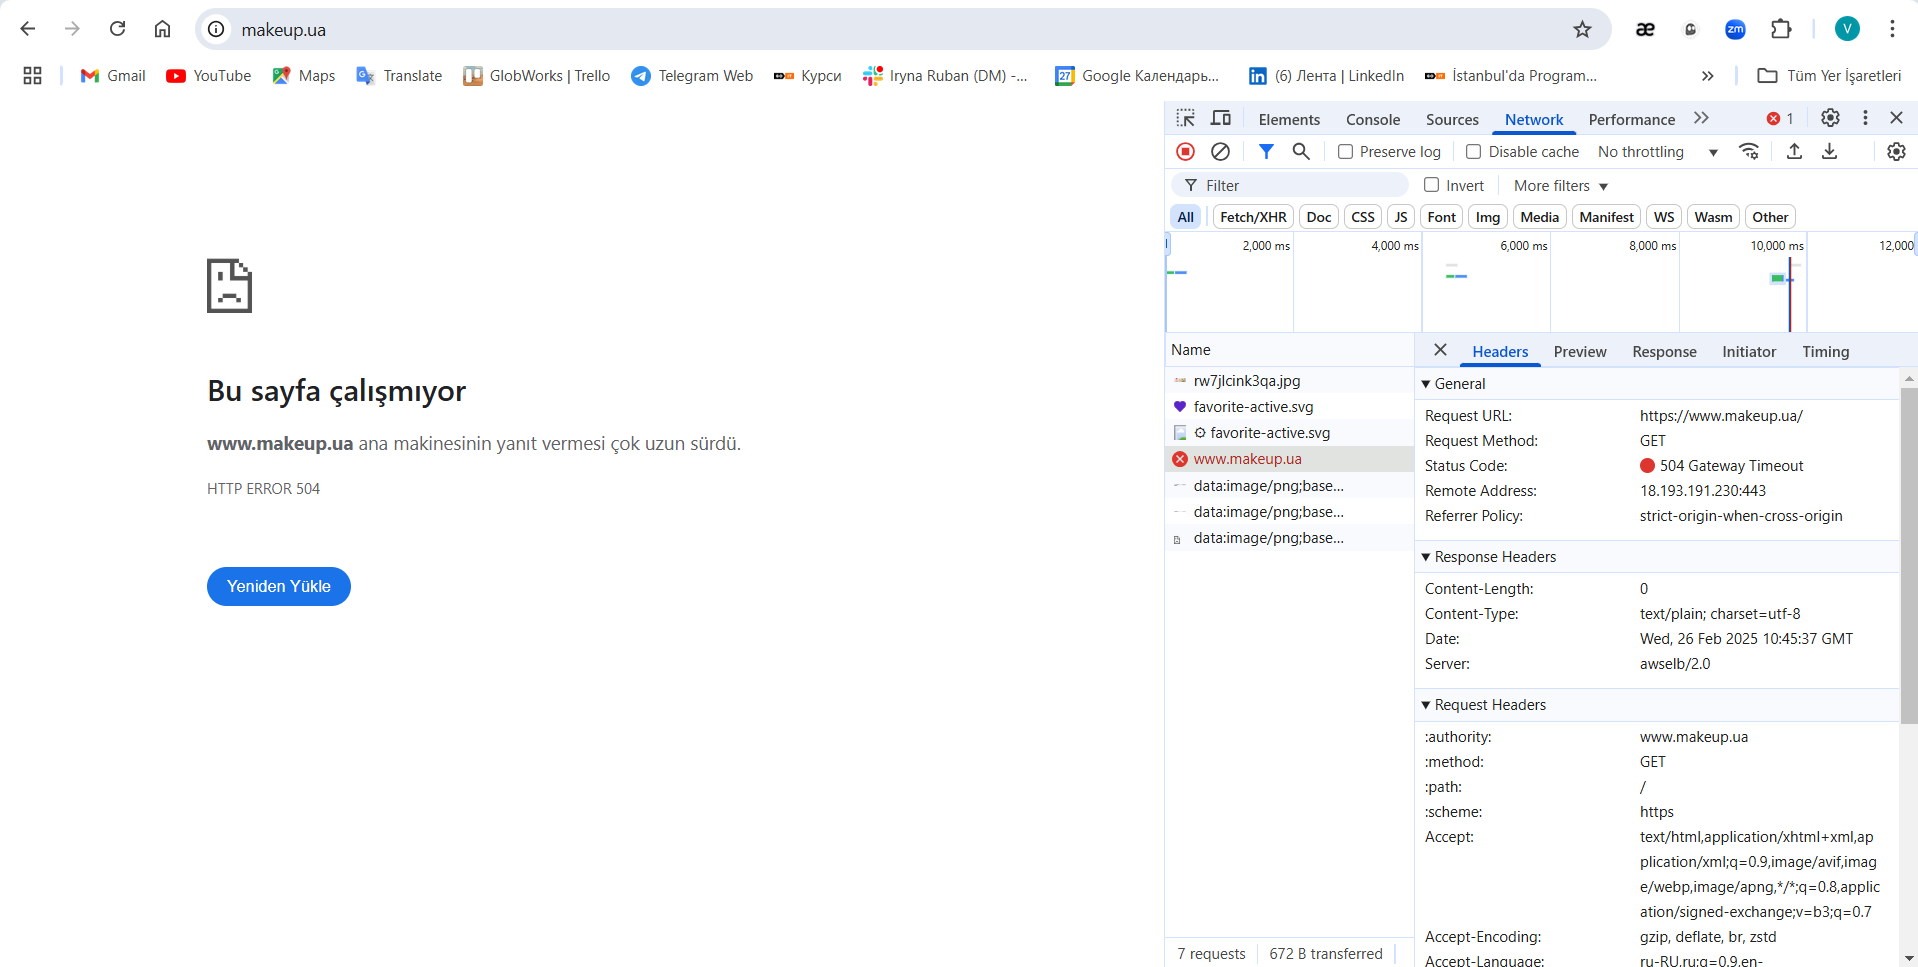 makeup.ua
æ
zm
V
Gmail
YouTube
Maps
Translate
GlobWorks | Trello
Telegram Web
Курси
Iryna Ruban (DM) -...
27
Google Календарь...
(6) Лента | LinkedIn
İstanbul'da Program...
Tüm Yer İşaretleri
Bu sayfa çalışmıyor
www.makeup.ua ana makinesinin yanıt vermesi çok uzun sürdü.
HTTP ERROR 504
Yeniden Yükle
Elements Console Sources Network Performance 1
Preserve log Disable cache No throttling
Filter Invert More filters
All Fetch/XHR Doc CSS JS Font Img Media Manifest WS Wasm Other
2,000 ms 4,000 ms 6,000 ms 8,000 ms 10,000 ms 12,000
Name
rw7jlcink3qa.jpg
favorite-active.svg
favorite-active.svg
www.makeup.ua
data:image/png;base...
data:image/png;base...
data:image/png;base...
7 requests 672 B transferred
Headers Preview Response Initiator Timing
General
Request URL: https://www.makeup.ua/
Request Method: GET
Status Code: 504 Gateway Timeout
Remote Address: 18.193.191.230:443
Referrer Policy: strict-origin-when-cross-origin
Response Headers
Content-Length: 0
Content-Type: text/plain; charset=utf-8
Date: Wed, 26 Feb 2025 10:45:37 GMT
Server: awselb/2.0
Request Headers
:authority: www.makeup.ua
:method: GET
:path: /
:scheme: https
Accept: text/html,application/xhtml+xml,ap
plication/xml;q=0.9,image/avif,imag
e/webp,image/apng,*/*;q=0.8,applic
ation/signed-exchange;v=b3;q=0.7
Accept-Encoding: gzip, deflate, br, zstd
Accept-Language: ru-RU,ru;q=0.9,en-